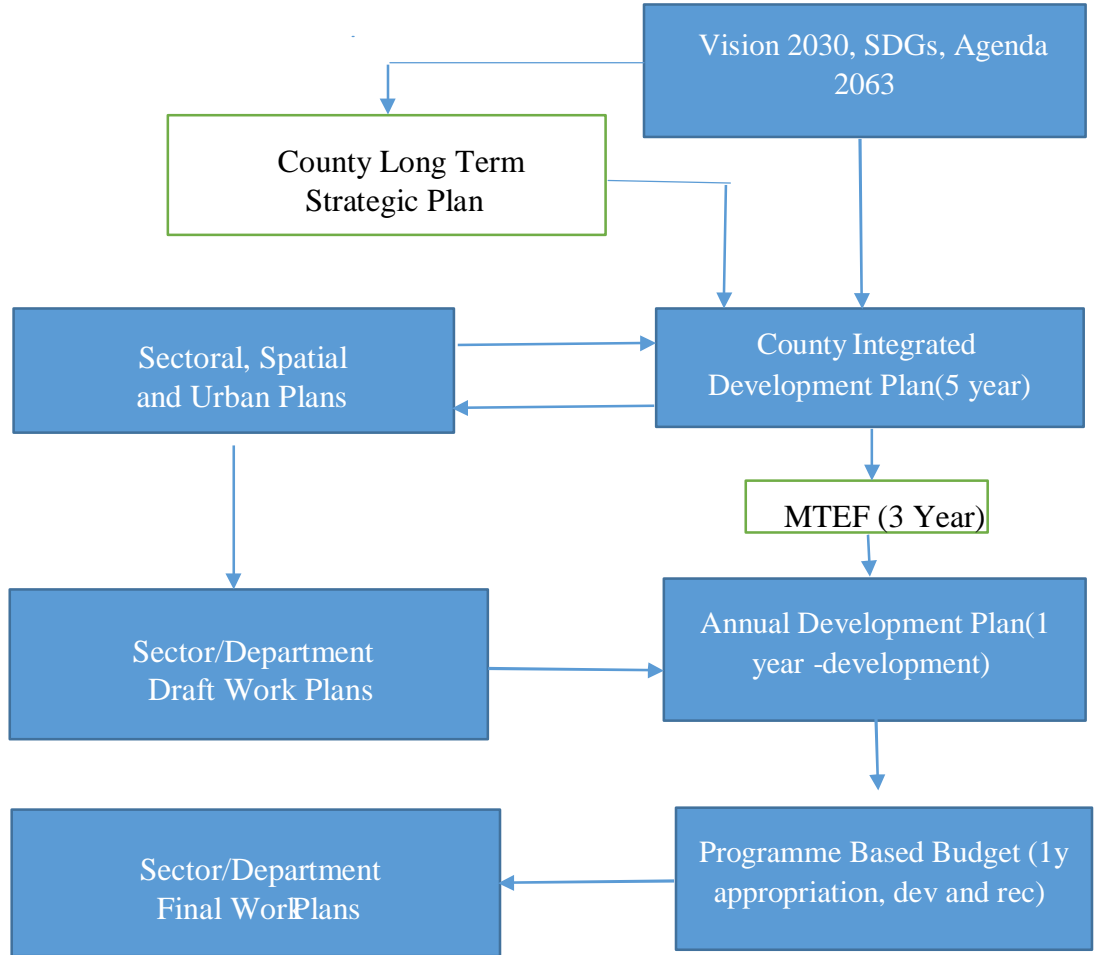 Vision 2030, SDGs, Agenda
2063
County Long Term
Strategic Plan
Sectoral, Spatial
and Urban Plans
County Integrated
Development Plan(5 year)
MTEF (3 Year)
Sector/Department
Draft Work Plans
Annual Development Plan(1
year -development)
Sector/Department
Final WorkPlans
Programme Based Budget (1y
appropriation, dev and rec)